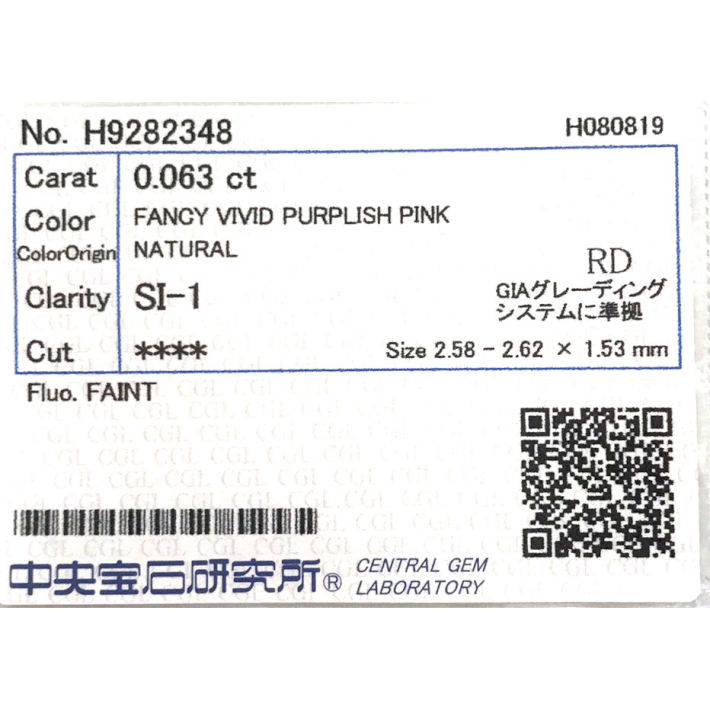 No. H9282348 H080819
Carat 0.063 ct
Color FANCY VIVID PURPLISH PINK
ColorOrigin NATURAL
RD
Clarity SI-1 GIAグレーディング
システムに準拠
Cut **** Size 2.58 - 2.62 × 1.53 mm
Fluo. FAINT
中央宝石研究所® CENTRAL GEM
LABORATORY